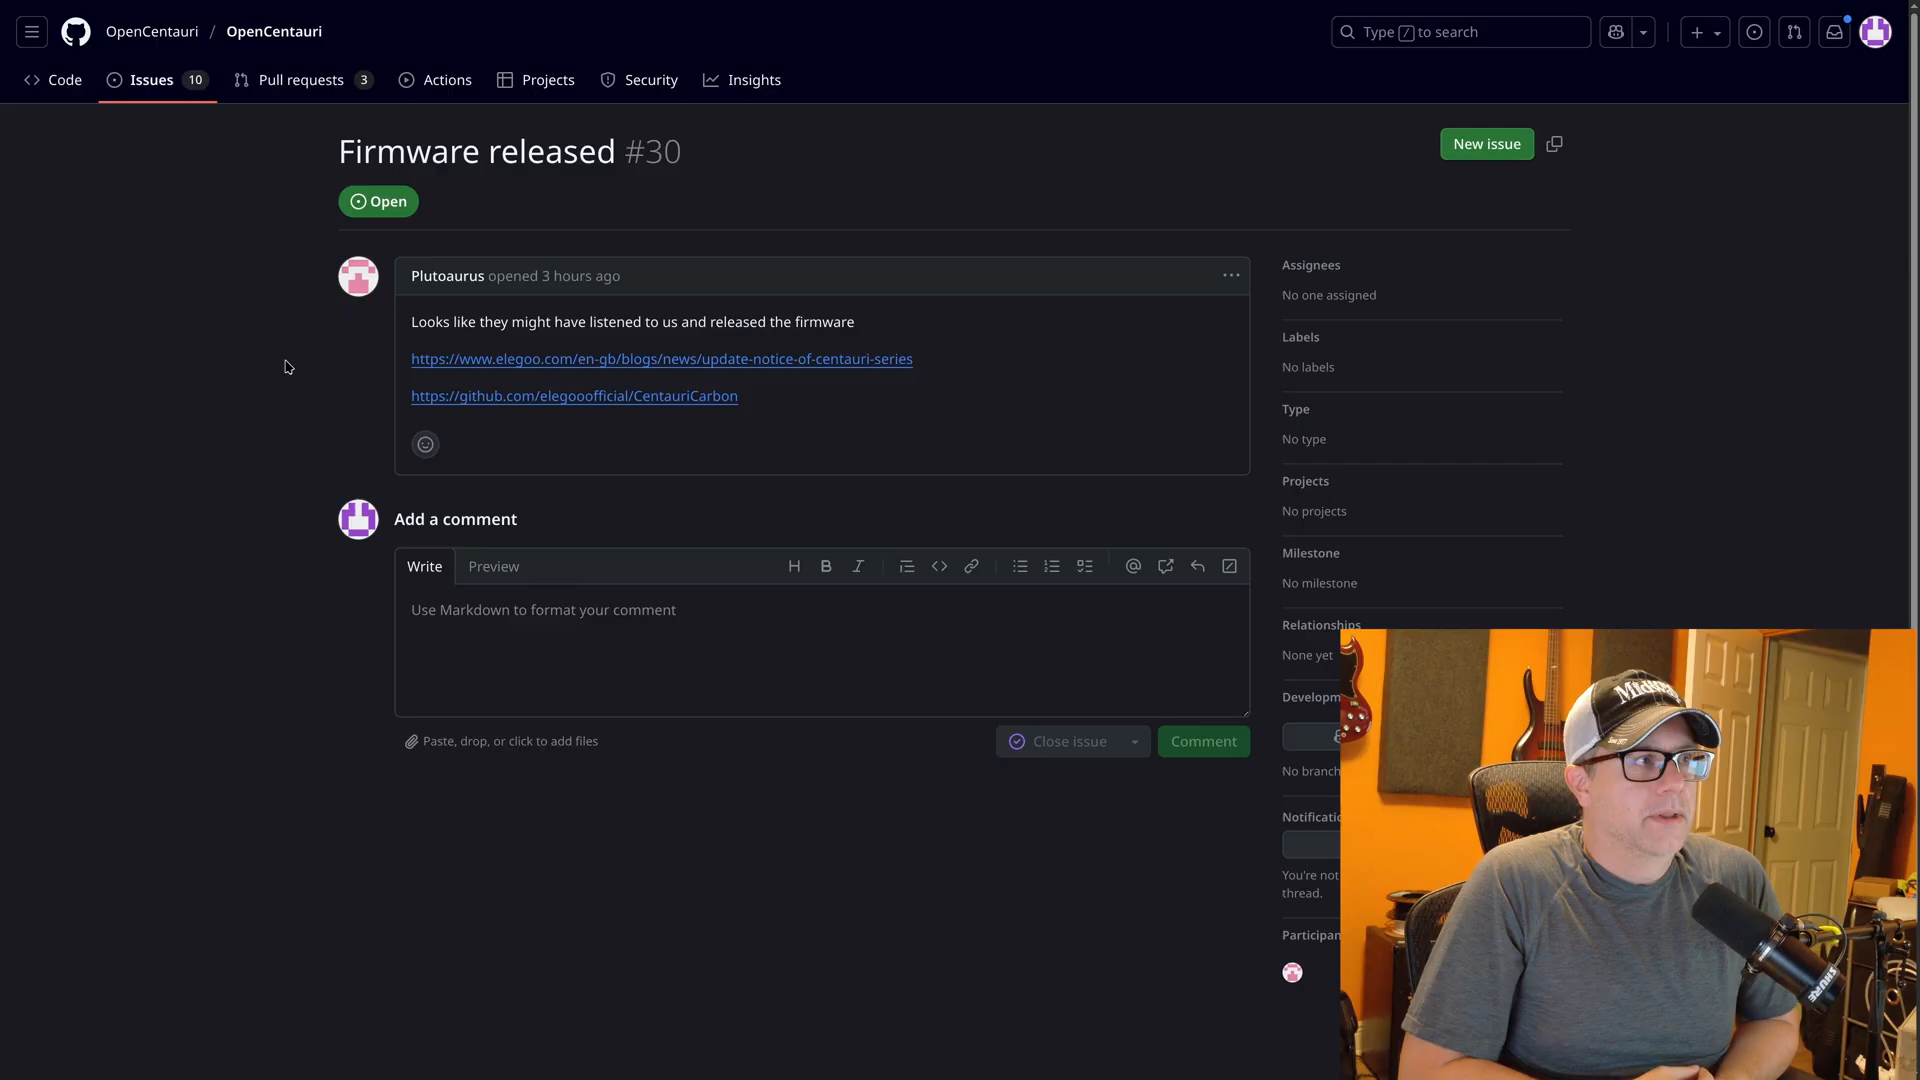 OpenCentauri / OpenCentauri
Type / to search
Code
Issues 10
Pull requests 3
Actions
Projects
Security
Insights
Firmware released #30
New issue
Open
Plutoaurus opened 3 hours ago
Looks like they might have listened to us and released the firmware
https://www.elegoo.com/en-gb/blogs/news/update-notice-of-centauri-series
https://github.com/elegooofficial/CentauriCarbon
Add a comment
Write
Preview
Use Markdown to format your comment
Paste, drop, or click to add files
Close issue
Comment
Assignees
No one assigned
Labels
No labels
Type
No type
Projects
No projects
Milestone
No milestone
Relationships
None yet
Developm
No branch
Notificatio
You're not
thread.
Participan
SHURE